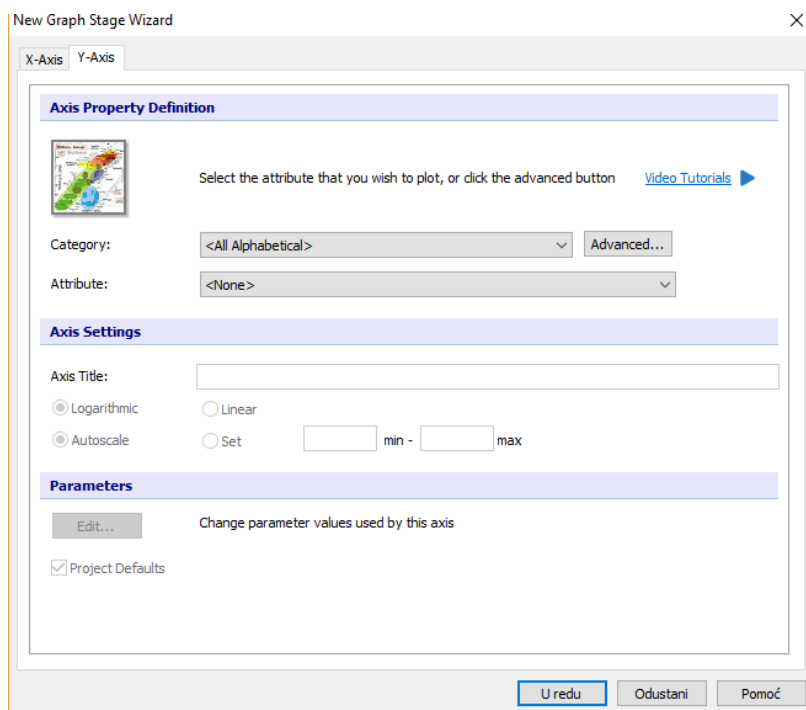 New Graph Stage Wizard
X-Axis Y-Axis
Axis Property Definition
Select the attribute that you wish to plot, or click the advanced button Video Tutorials
Category: <All Alphabetical> Advanced...
Attribute: <None>
Axis Settings
Axis Title:
Logarithmic Linear
Autoscale Set min - max
Parameters
Edit... Change parameter values used by this axis
Project Defaults
U redu Odustani Pomoć